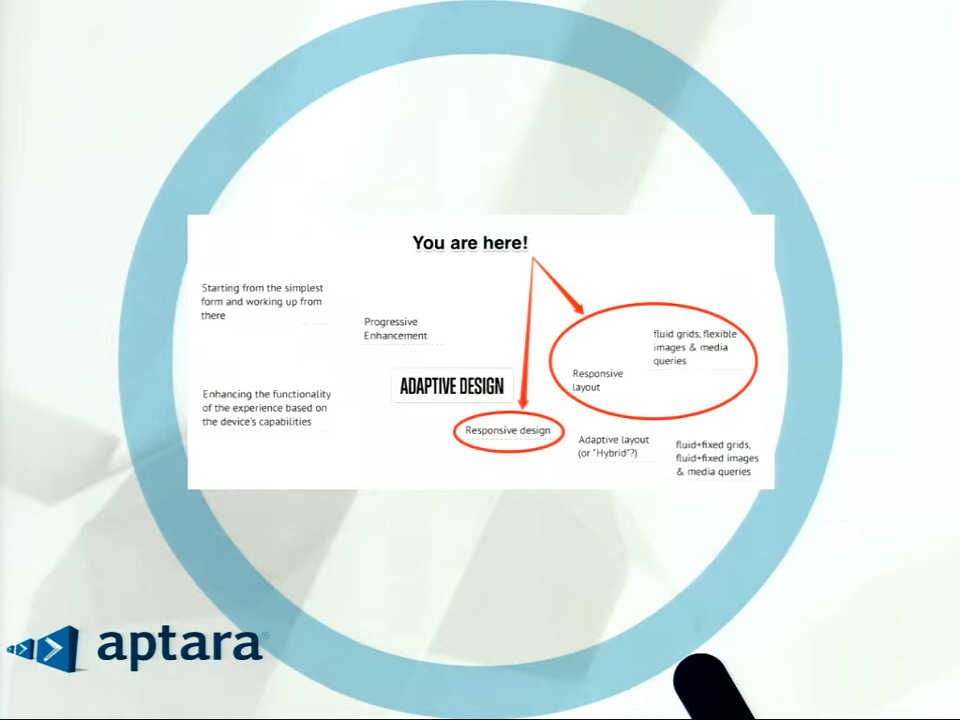 You are here!
Starting from the simplest
form and working up from
there
Progressive
Enhancement
fluid grids, flexible
images & media
queries
Responsive
layout
ADAPTIVE DESIGN
Enhancing the functionality
of the experience based on
the device's capabilities
Responsive design
Adaptive layout
(or "Hybrid"?)
fluid+fixed grids,
fluid+fixed images
& media queries
aptara